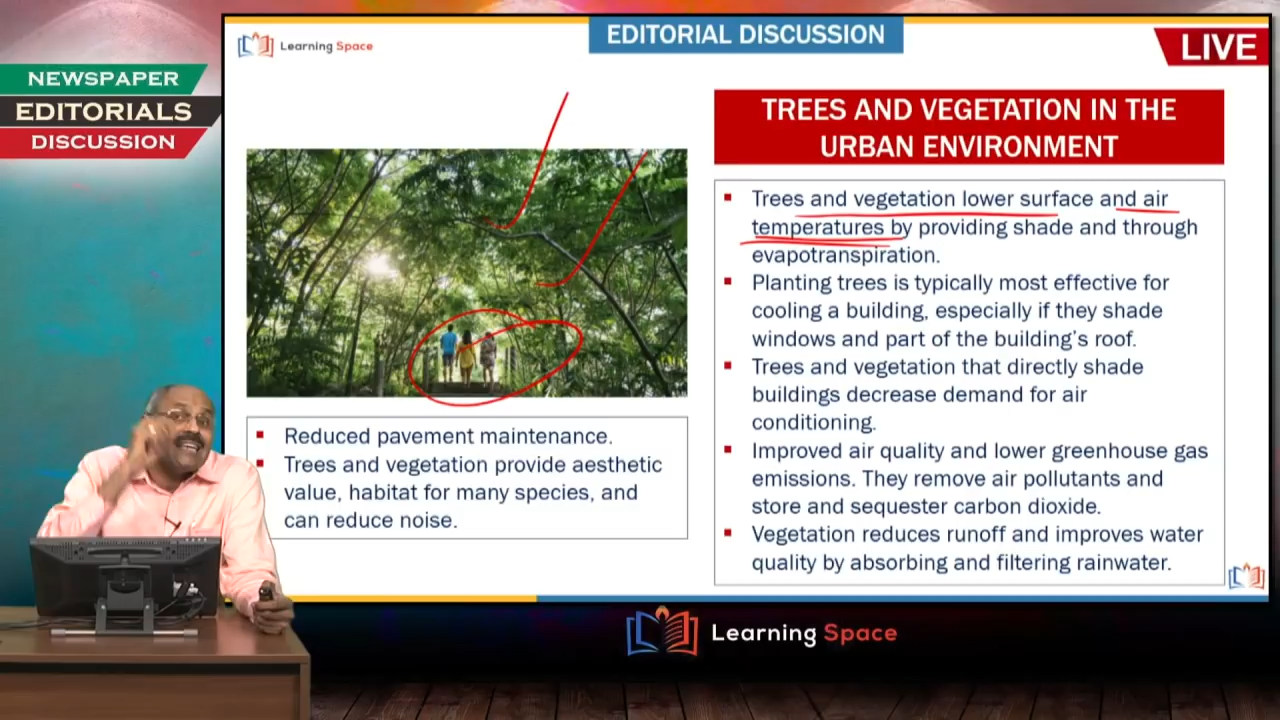 NEWSPAPER
EDITORIALS
DISCUSSION
Learning Space
EDITORIAL DISCUSSION
LIVE
TREES AND VEGETATION IN THE
URBAN ENVIRONMENT
▪ Trees and vegetation lower surface and air
temperatures by providing shade and through
evapotranspiration.
▪ Planting trees is typically most effective for
cooling a building, especially if they shade
windows and part of the building’s roof.
▪ Trees and vegetation that directly shade
buildings decrease demand for air
conditioning.
▪ Improved air quality and lower greenhouse gas
emissions. They remove air pollutants and
store and sequester carbon dioxide.
▪ Vegetation reduces runoff and improves water
quality by absorbing and filtering rainwater.
▪ Reduced pavement maintenance.
▪ Trees and vegetation provide aesthetic
value, habitat for many species, and
can reduce noise.
Learning Space